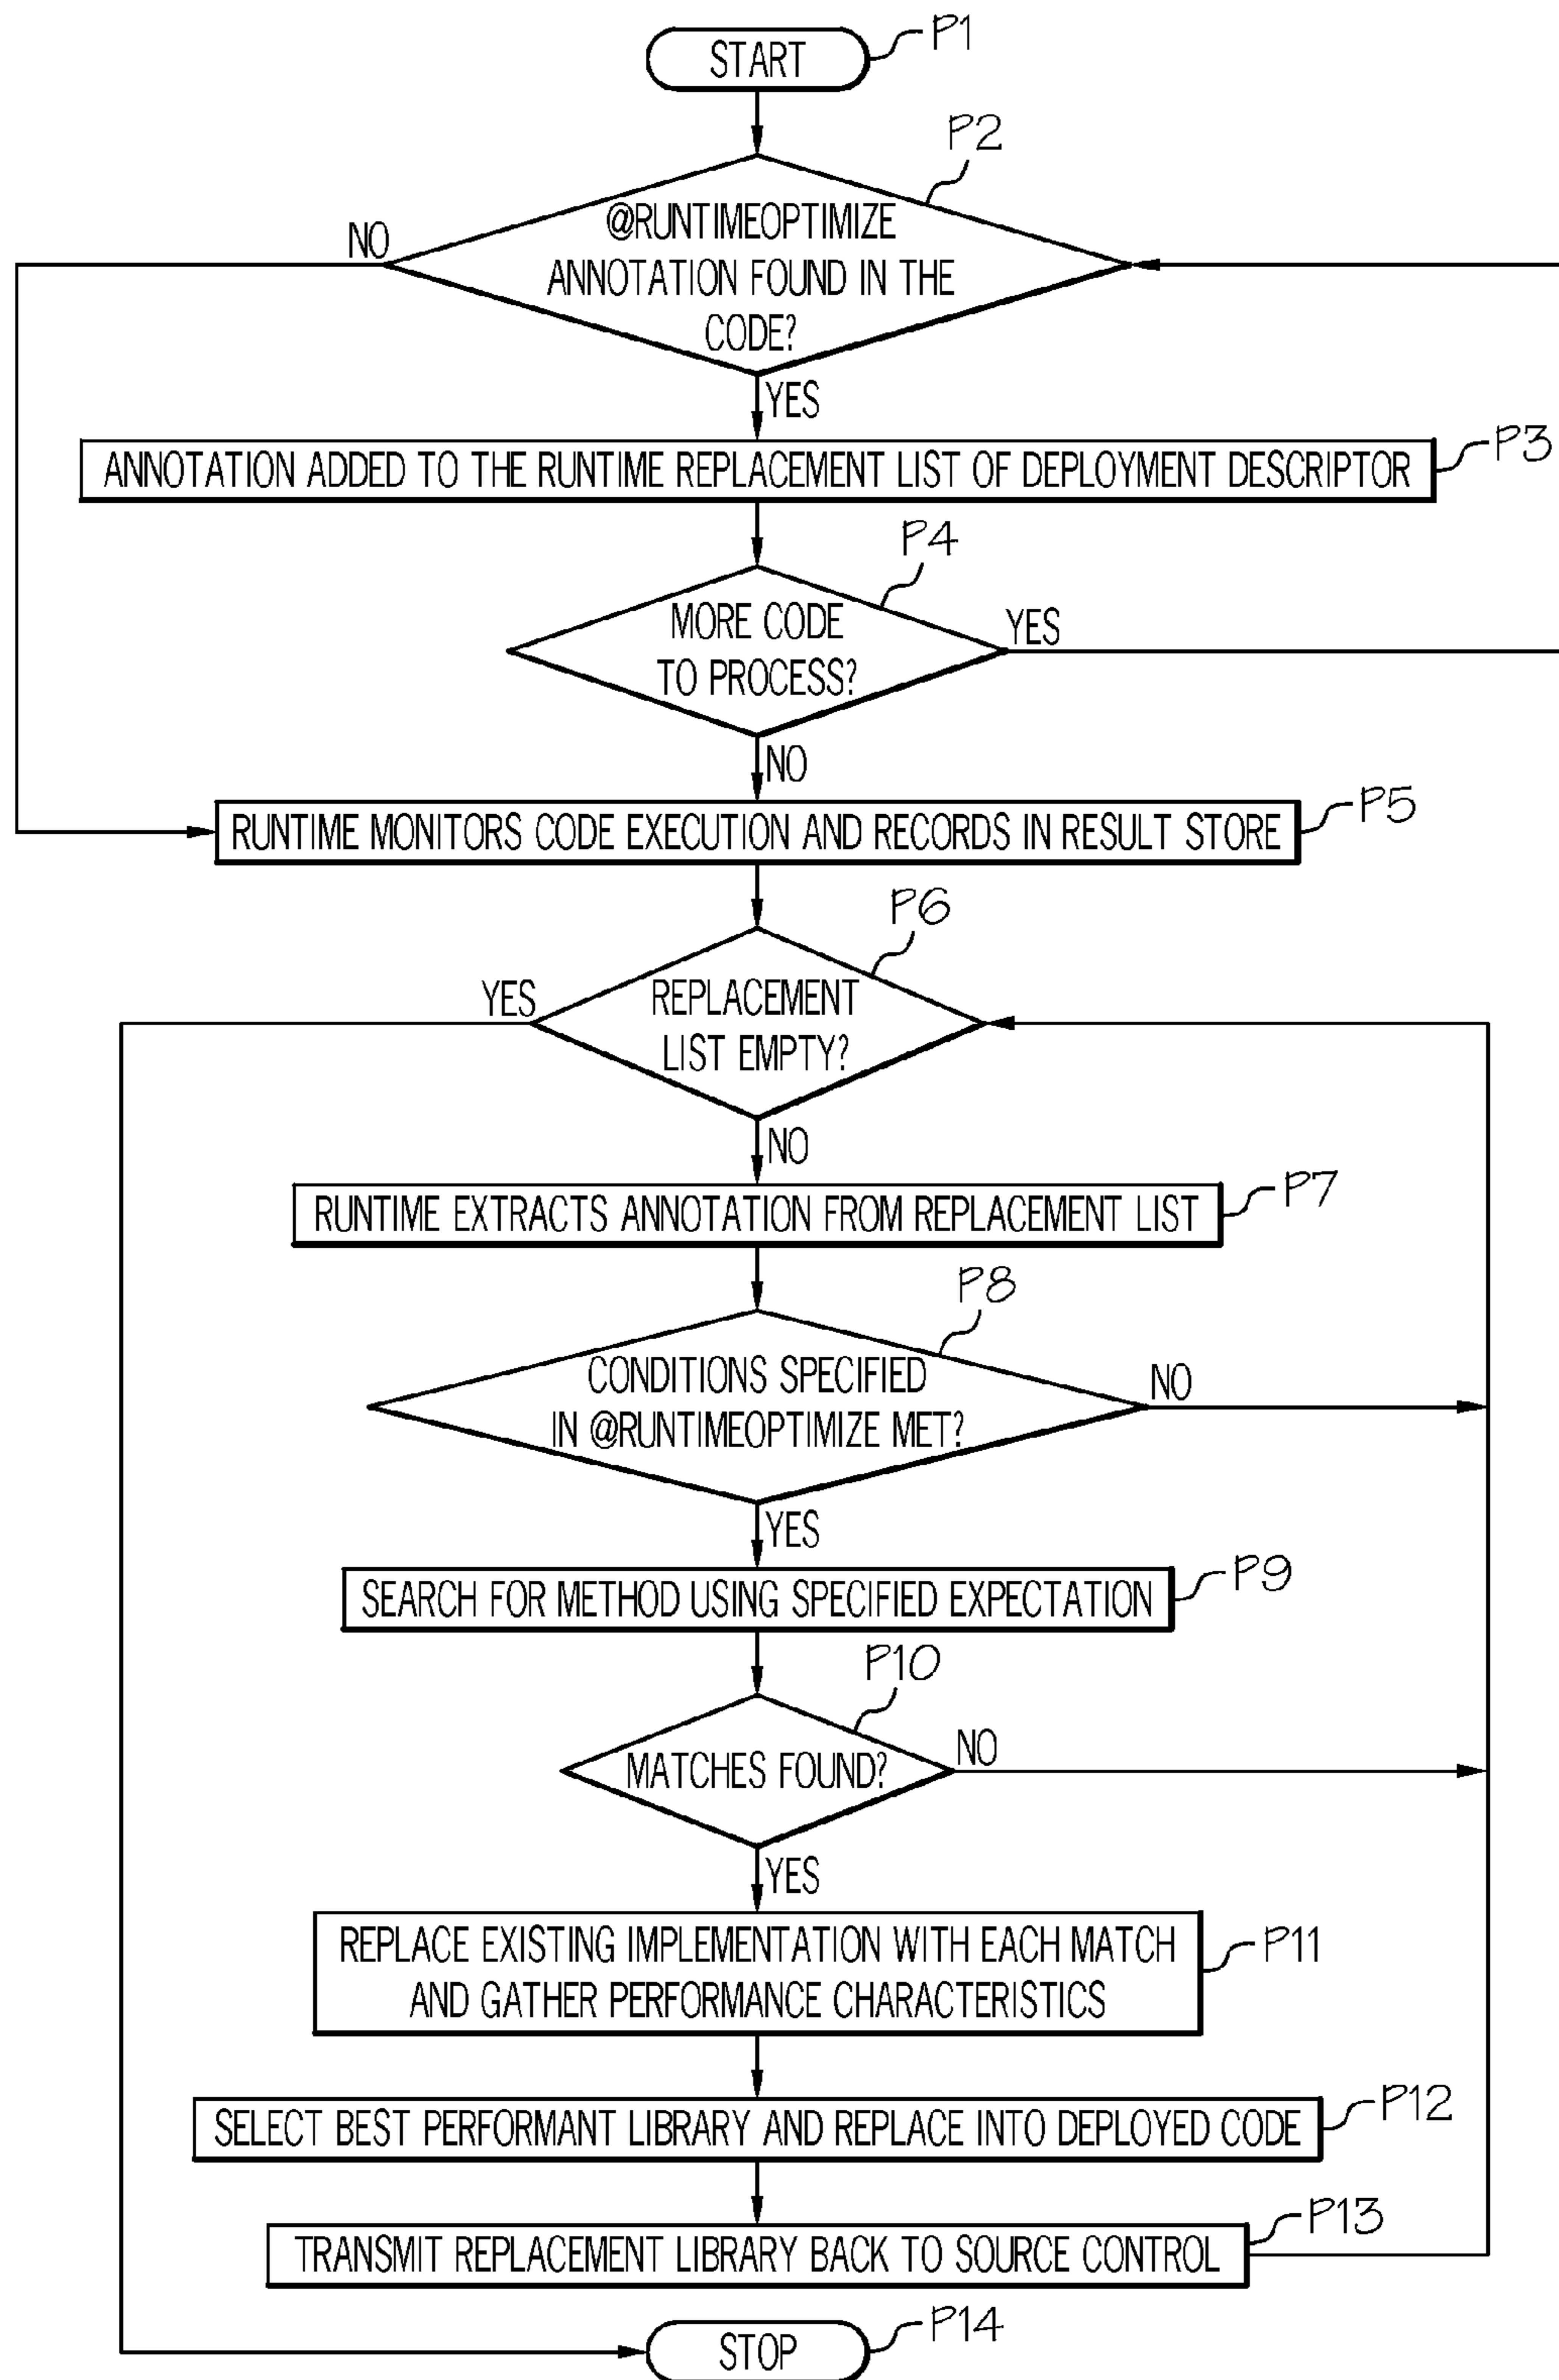 START
P1
P2
@RUNTIMEOPTIMIZE
ANNOTATION FOUND IN THE
CODE?
NO
YES
ANNOTATION ADDED TO THE RUNTIME REPLACEMENT LIST OF DEPLOYMENT DESCRIPTOR
P3
P4
MORE CODE
TO PROCESS?
YES
NO
RUNTIME MONITORS CODE EXECUTION AND RECORDS IN RESULT STORE
P5
P6
REPLACEMENT
LIST EMPTY?
YES
NO
RUNTIME EXTRACTS ANNOTATION FROM REPLACEMENT LIST
P7
P8
CONDITIONS SPECIFIED
IN @RUNTIMEOPTIMIZE MET?
NO
YES
SEARCH FOR METHOD USING SPECIFIED EXPECTATION
P9
P10
MATCHES FOUND?
NO
YES
REPLACE EXISTING IMPLEMENTATION WITH EACH MATCH
AND GATHER PERFORMANCE CHARACTERISTICS
P11
SELECT BEST PERFORMANT LIBRARY AND REPLACE INTO DEPLOYED CODE
P12
TRANSMIT REPLACEMENT LIBRARY BACK TO SOURCE CONTROL
P13
STOP
P14